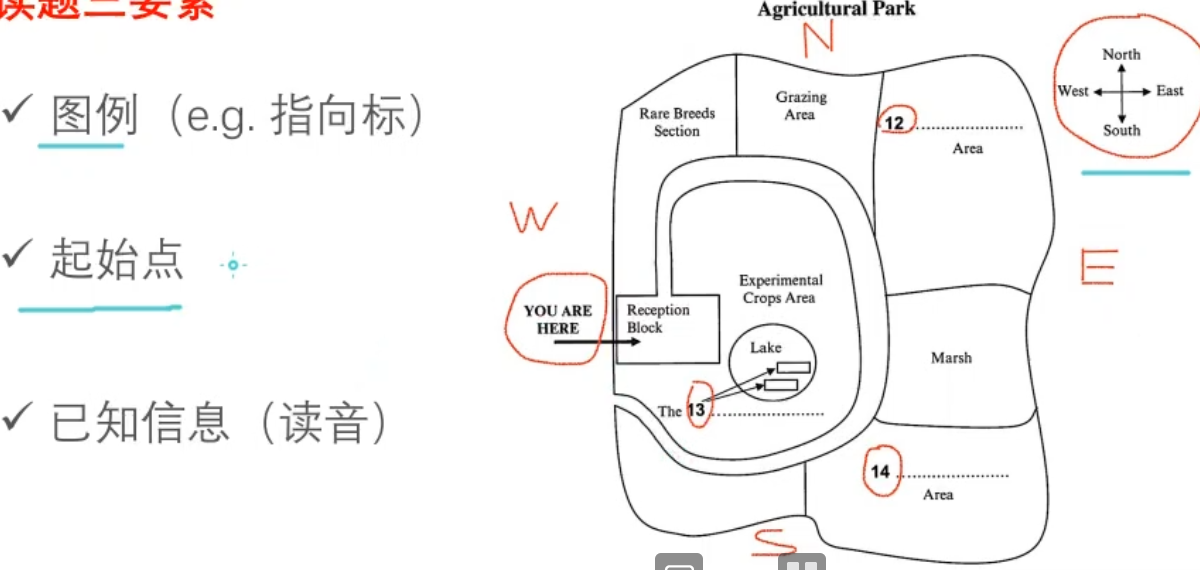 读题三要素
✓ 图例（e.g. 指向标）
✓ 起始点
✓ 已知信息（读音）
Agricultural Park
N
North
West
East
South
Rare Breeds
Section
Grazing
Area
12 ........................
Area
W
E
YOU ARE
HERE
Reception
Block
Experimental
Crops Area
Lake
Marsh
The 13 ........................
14 ........................
Area
S